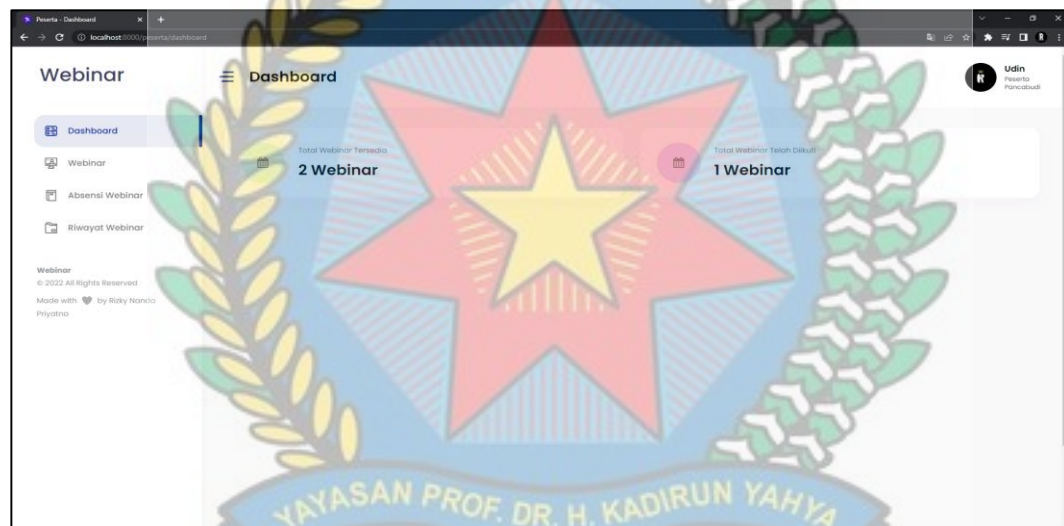 Peserta - Dashboard
localhost:8000/peserta/dashboard
Webinar
Dashboard
Udin
Peserta
Pancabudi
Dashboard
Webinar
Absensi Webinar
Riwayat Webinar
Total Webinar Tersedia
2 Webinar
Total Webinar Telah Diikuti
1 Webinar
Webinar
© 2022 All Rights Reserved
Made with by Rizky Nanda
Priyatna
YAYASAN PROF. DR. H. KADIRUN YAHYA